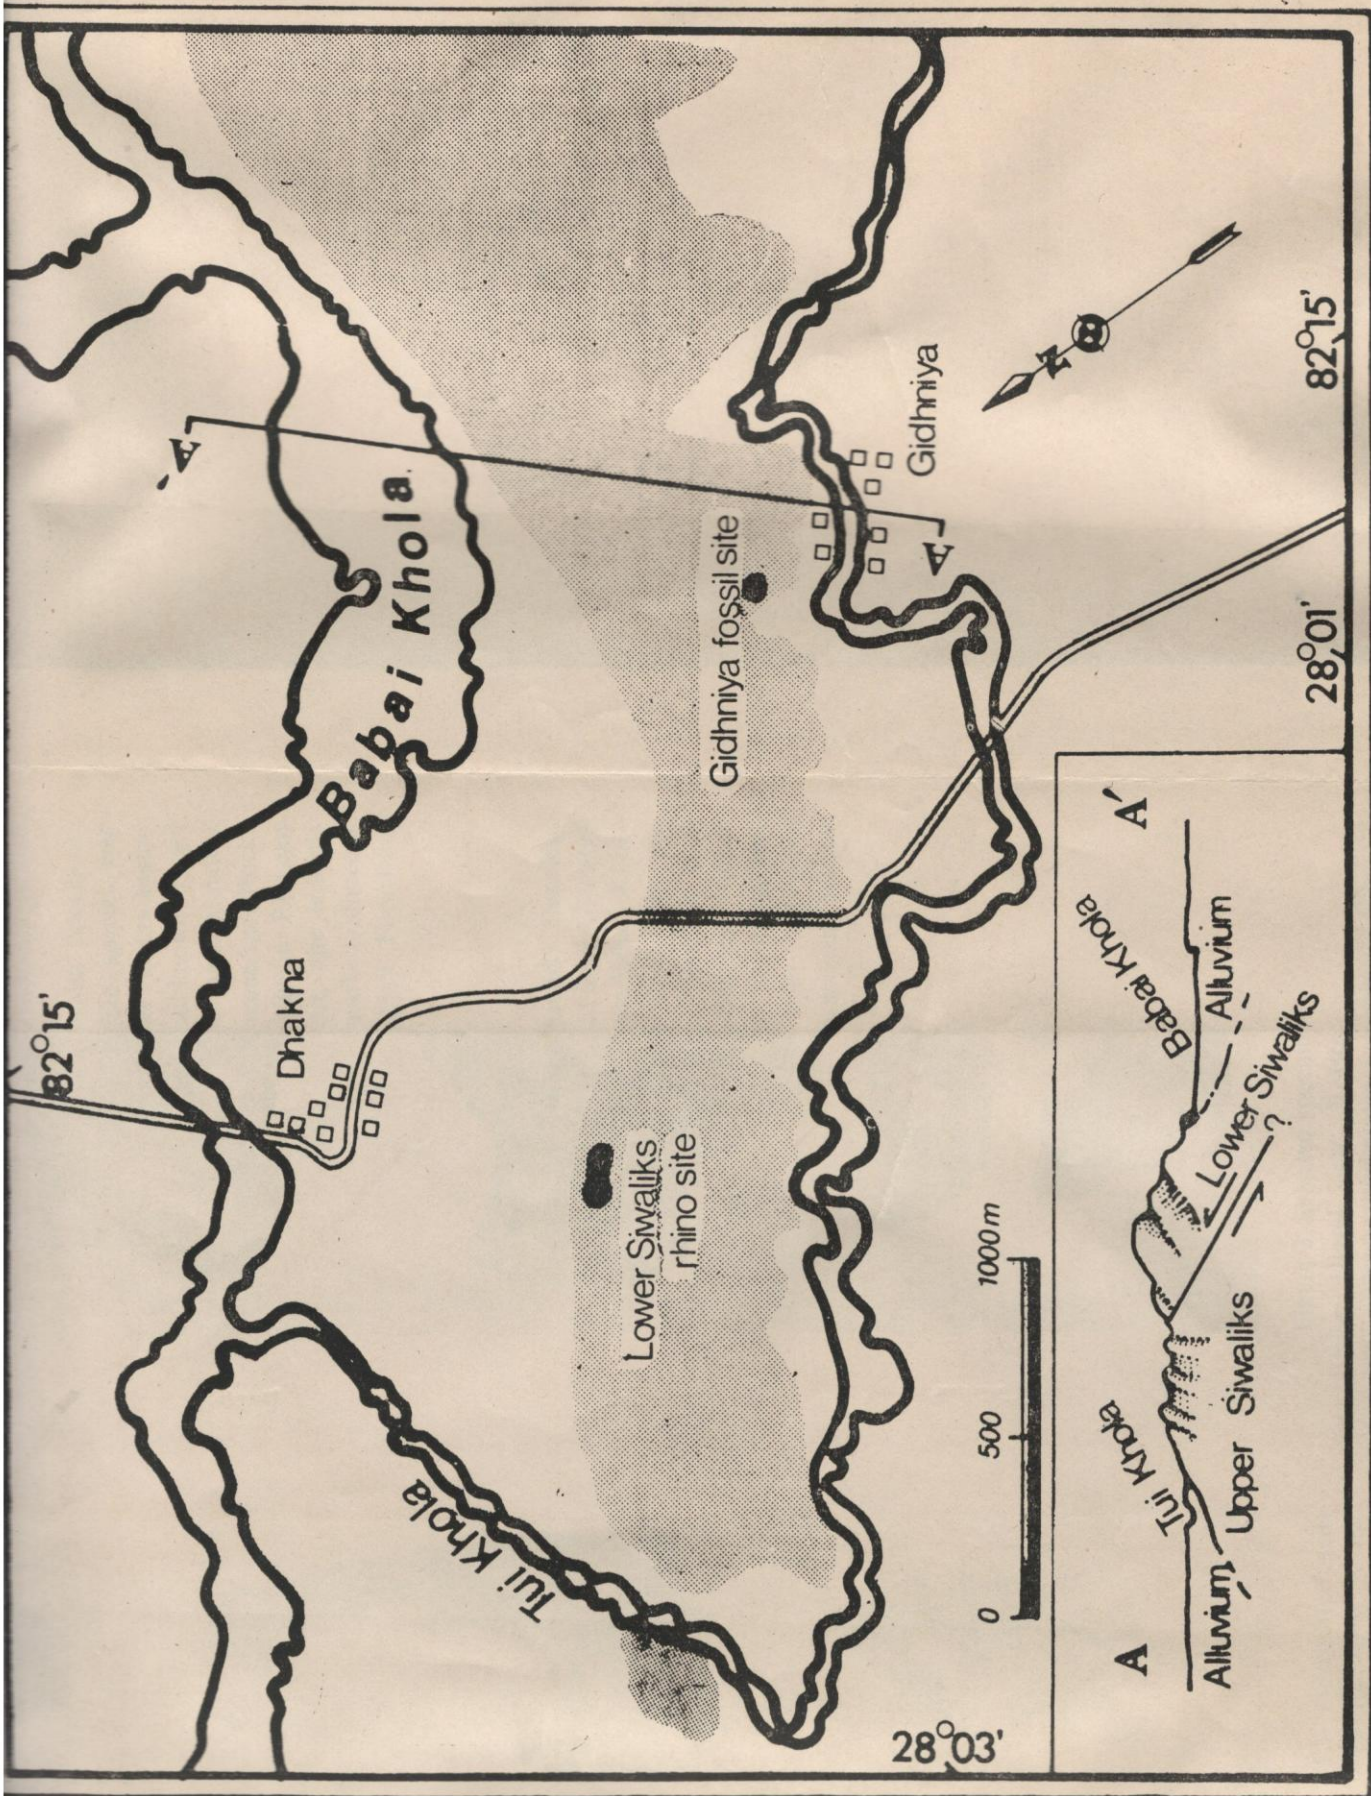 82°15'
A'
Dhakna
Babai Khola
Tui Khola
Lower Siwaliks
rhino site
Gidhniya fossil site
Gidhniya
A
28°03'
0 500 1000m
N
A A'
Tui Khola
Babai Khola
Alluvium
Upper Siwaliks
Lower Siwaliks
?
Alluvium
28°01'
82°15'